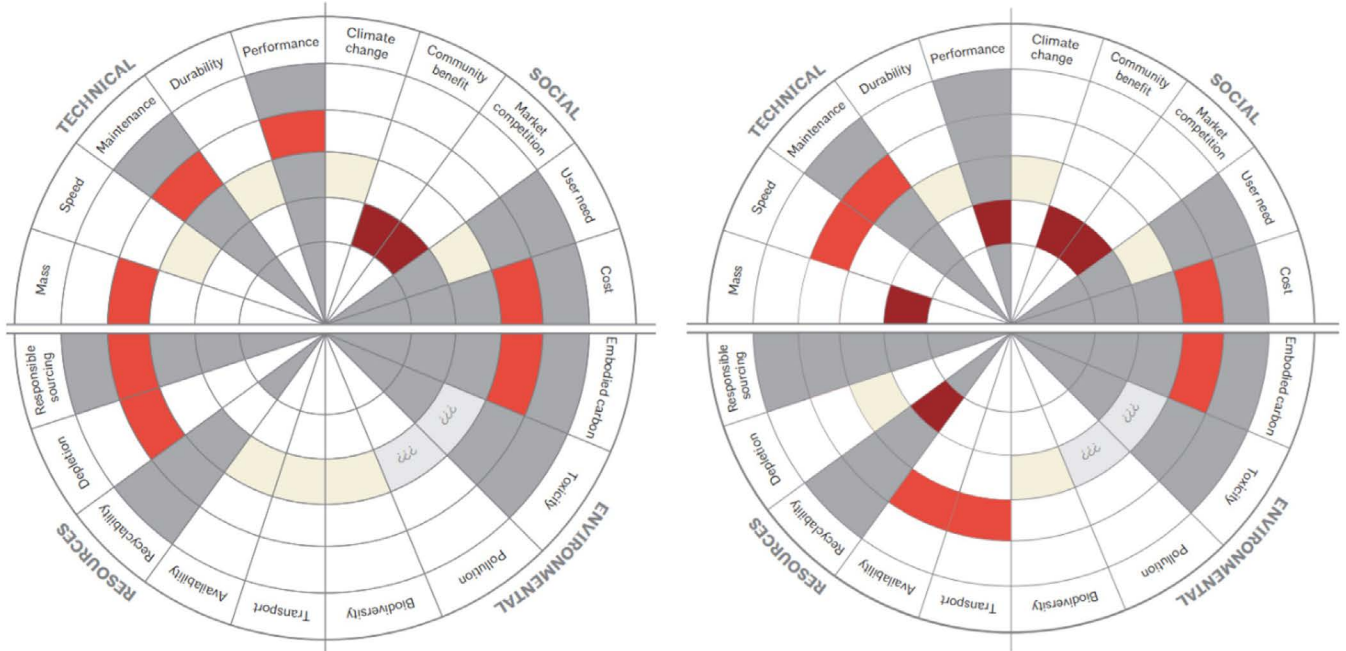 TECHNICAL
SOCIAL
Mass
Speed
Maintenance
Durability
Performance
Climate
change
Community
benefit
Market
competition
User need
Cost
Responsible
sourcing
Depletion
Recyclability
Availability
Transport
Biodiversity
Pollution
Toxicity
Embodied carbon
???
???
RESOURCES
ENVIRONMENTAL
TECHNICAL
SOCIAL
Mass
Speed
Maintenance
Durability
Performance
Climate
change
Community
benefit
Market
competition
User need
Cost
Responsible
sourcing
Depletion
Recyclability
Availability
Transport
Biodiversity
Pollution
Toxicity
Embodied carbon
???
???
RESOURCES
ENVIRONMENTAL